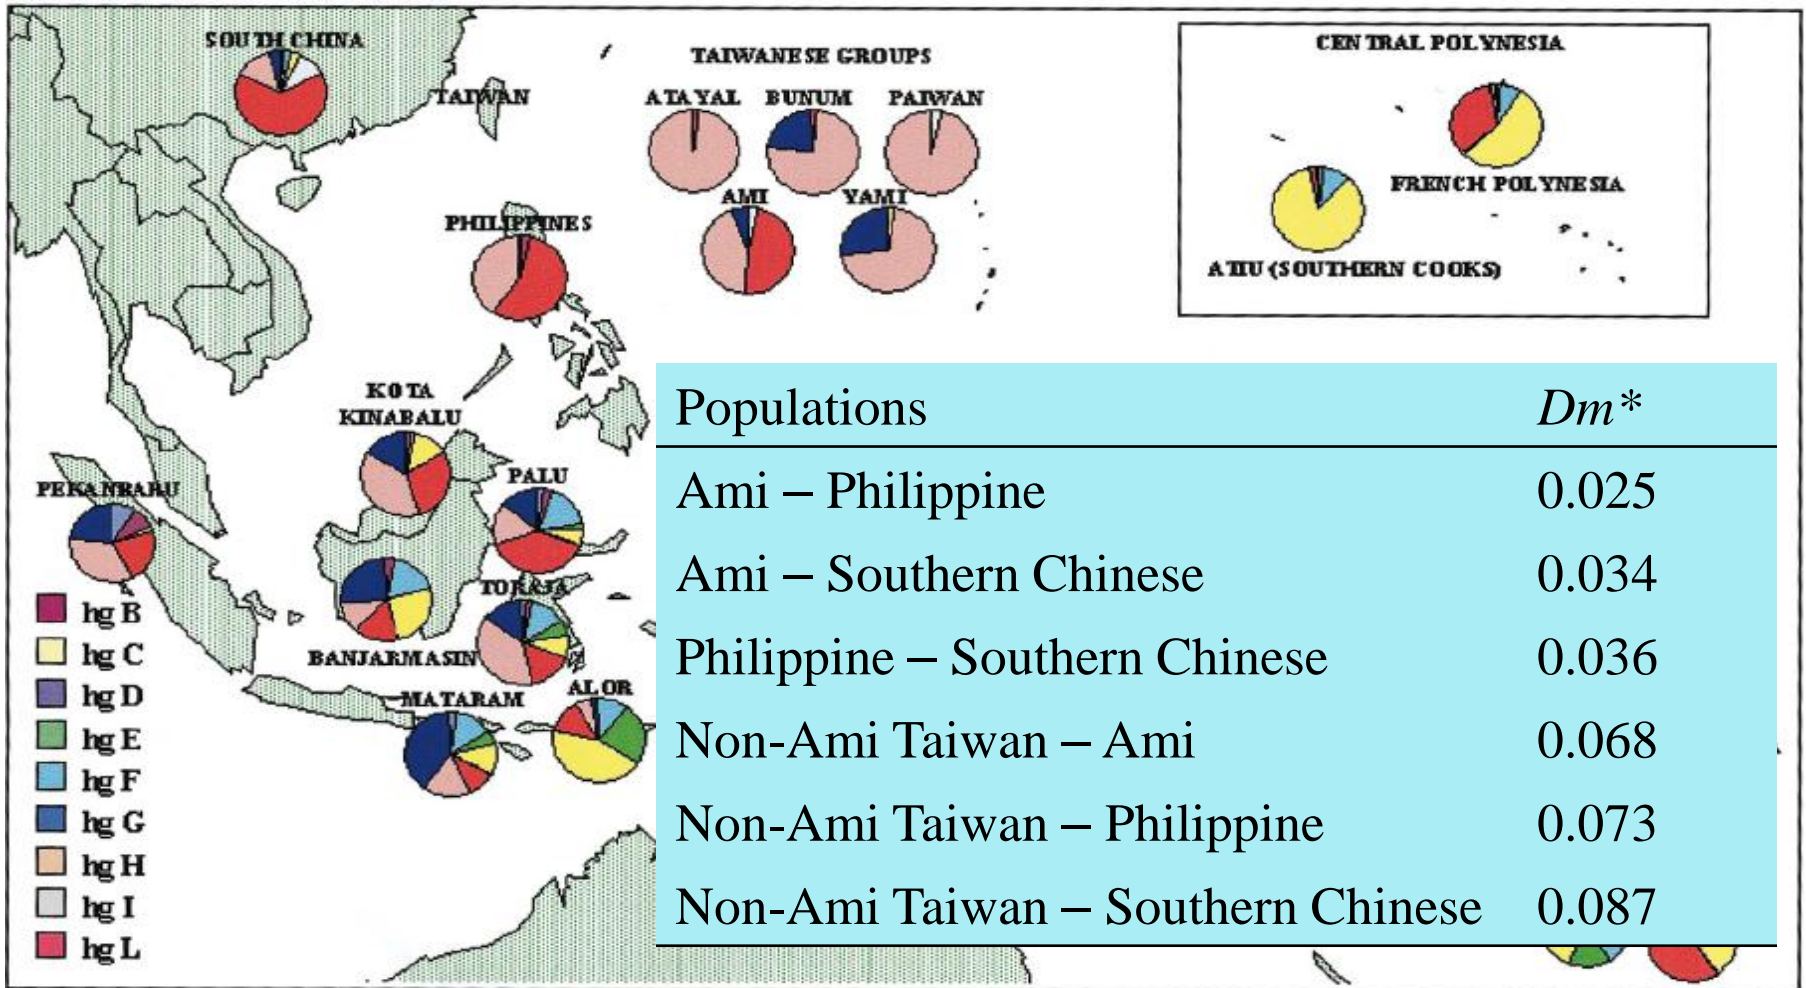 SOUTH CHINA
TAIWAN
TAIWANESE GROUPS
ATAYAL BUNUM PAIWAN
AMI YAMI
CENTRAL POLYNESIA
FRENCH POLYNESIA
ATIU (SOUTHERN COOKS)
PHILIPPINES
KOTA
KINABALU
PEKANBARU
PALU
TORAJA
BANJARMASIN
MATARAM
ALOR
hg B
hg C
hg D
hg E
hg F
hg G
hg H
hg I
hg L
Populations Dm*
Ami – Philippine 0.025
Ami – Southern Chinese 0.034
Philippine – Southern Chinese 0.036
Non-Ami Taiwan – Ami 0.068
Non-Ami Taiwan – Philippine 0.073
Non-Ami Taiwan – Southern Chinese 0.087